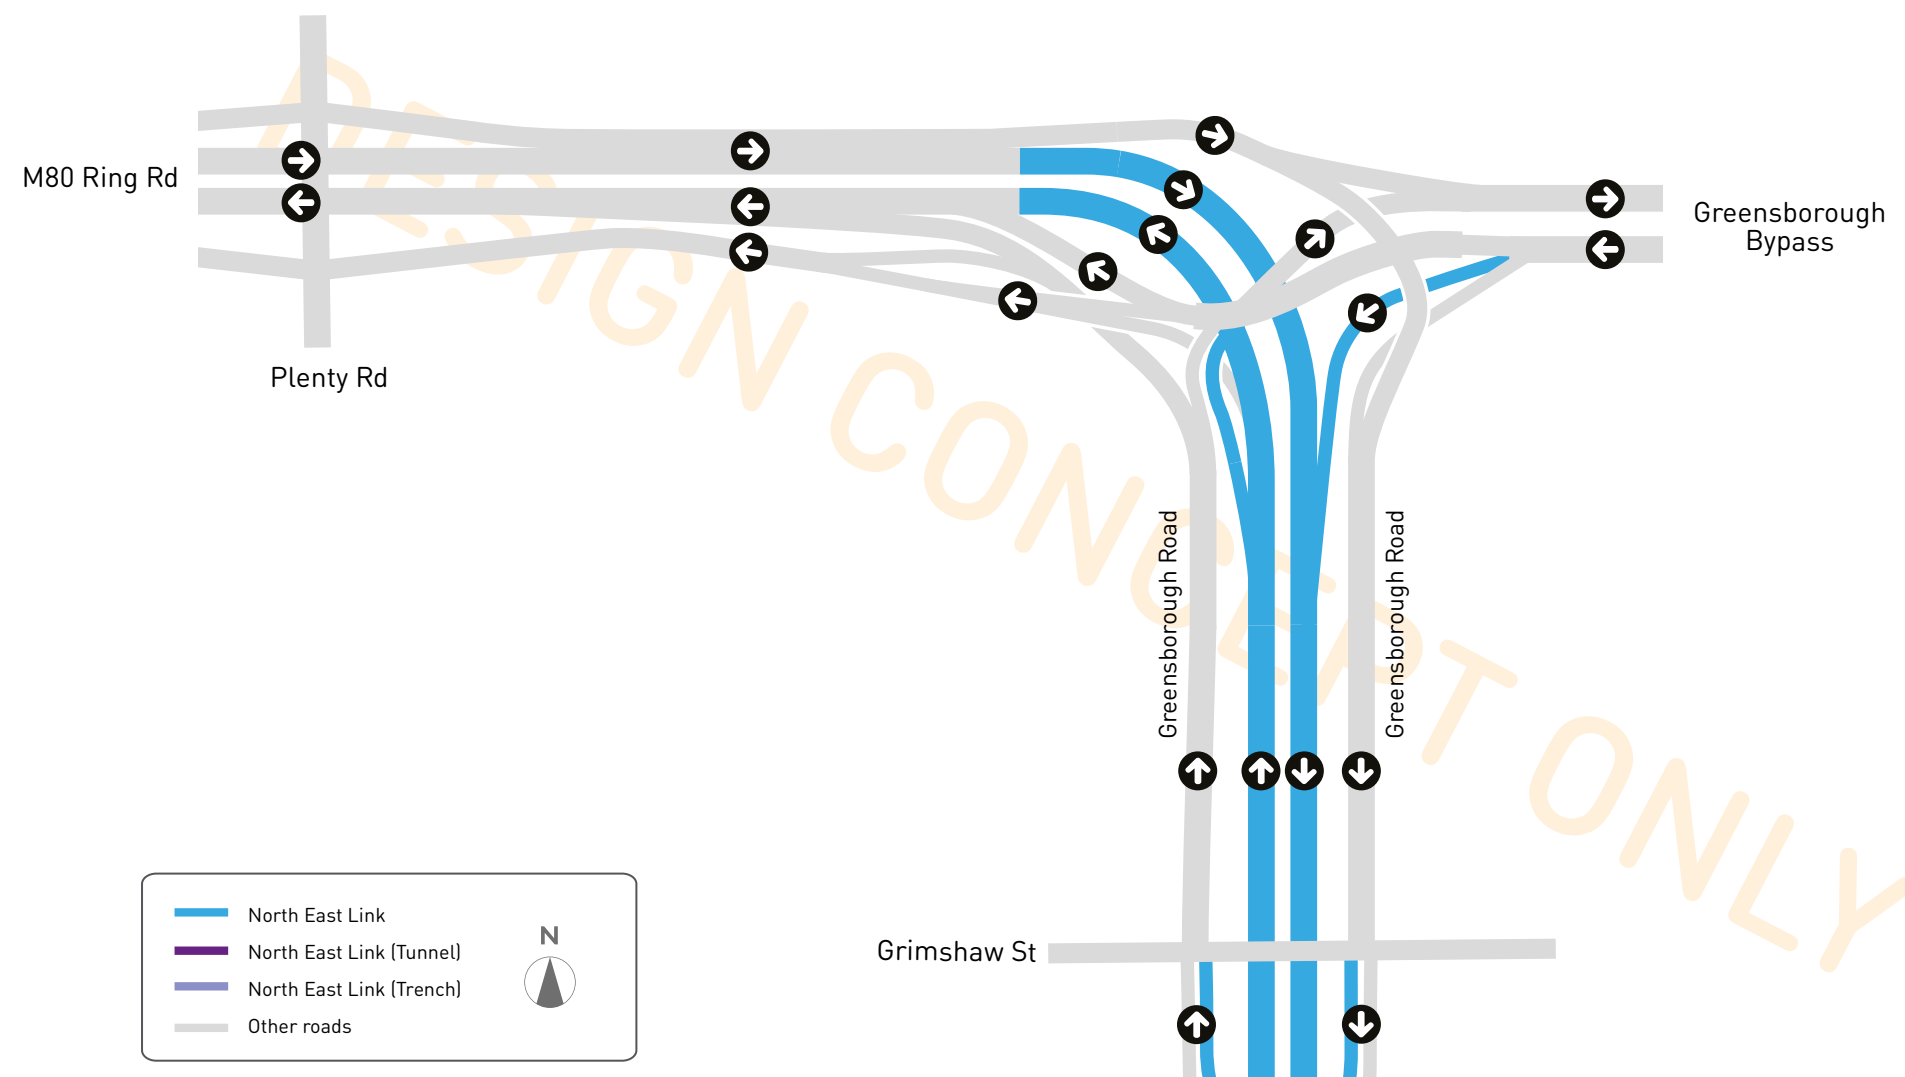 M80 Ring Rd
Plenty Rd
Greensborough
Bypass
DESIGN CONCEPT ONLY
Greensborough Road
Greensborough Road
Grimshaw St
North East Link
North East Link (Tunnel)
North East Link (Trench)
Other roads
N